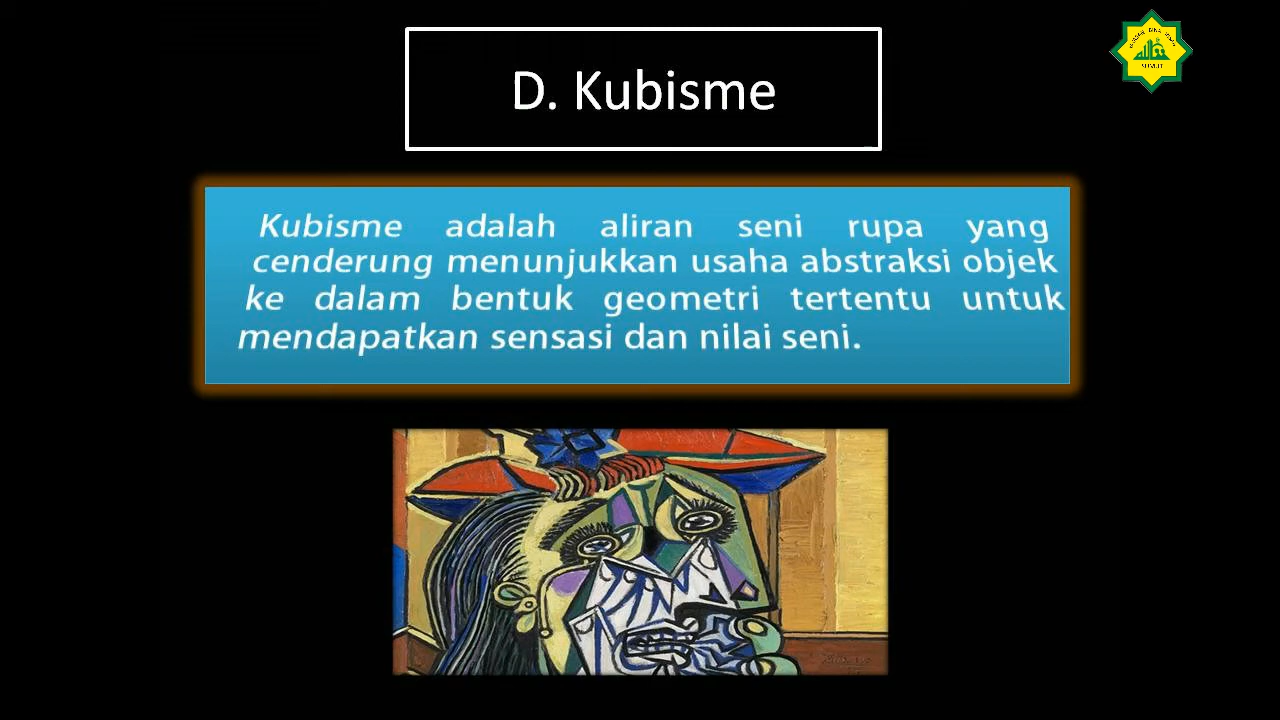 D. Kubisme
Kubisme adalah aliran seni rupa yang
cenderung menunjukkan usaha abstraksi objek
ke dalam bentuk geometri tertentu untuk
mendapatkan sensasi dan nilai seni.